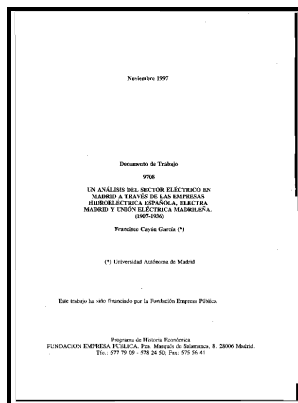 Noviembre 1997
Documento de Trabajo
9708
UN ANÁLISIS DEL SECTOR ELÉCTRICO EN
MADRID A TRAVÉS DE LAS EMPRESAS
HIDROELÉCTRICA ESPAÑOLA, ELECTRA
MADRID Y UNIÓN ELÉCTRICA MADRILEÑA.
(1907-1936)
Francisco Cayón García (*)
(*) Universidad Autónoma de Madrid
Este trabajo ha sido financiado por la Fundación Empresa Pública.
Programa de Historia Económica
FUNDACIÓN EMPRESA PÚBLICA. Pza. Marqués de Salamanca, 8. 28006 Madrid.
Tfo.: 577 79 09 - 578 24 50. Fax: 575 56 41